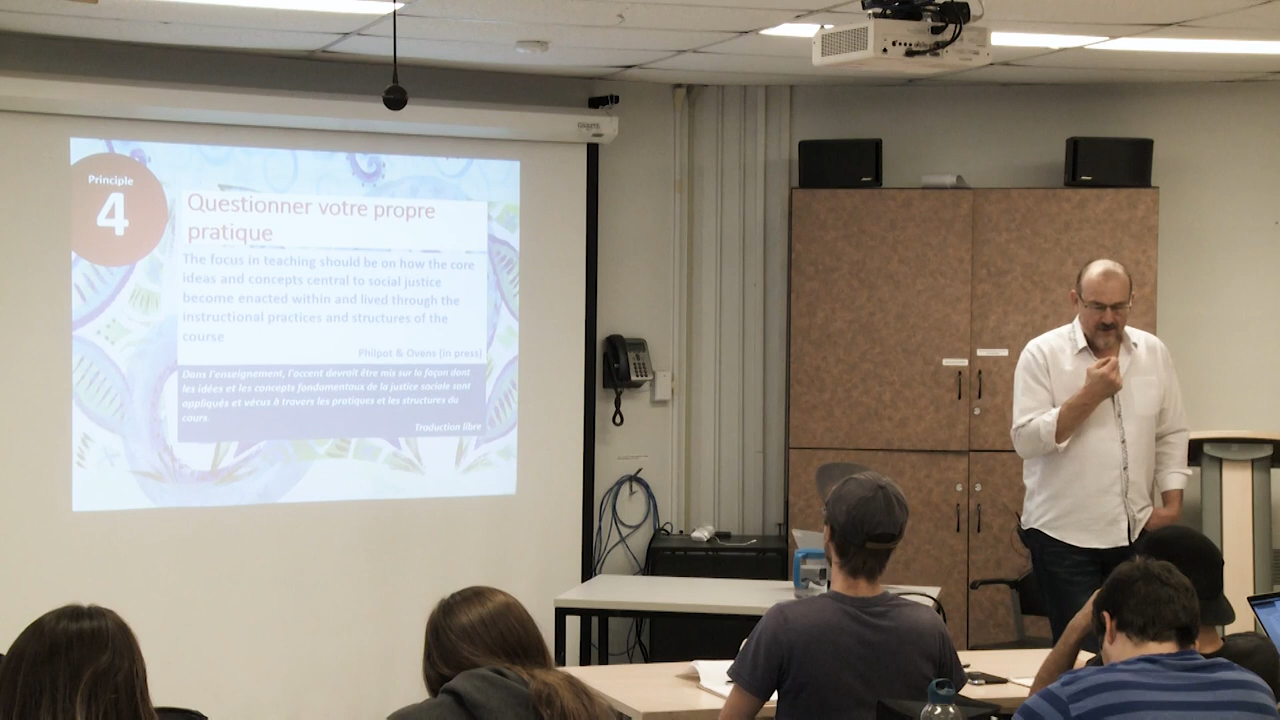 Principle
4
Questionner votre propre
pratique
The focus in teaching should be on how the core
ideas and concepts central to social justice
become enacted within and lived through the
instructional practices and structures of the
course
Philpot & Ovens (in press)
Dans l'enseignement, l'accent devrait être mis sur la façon dont
les idées et les concepts fondamentaux de la justice sociale sont
appliqués et vécus à travers les pratiques et les structures du
cours.
Traduction libre